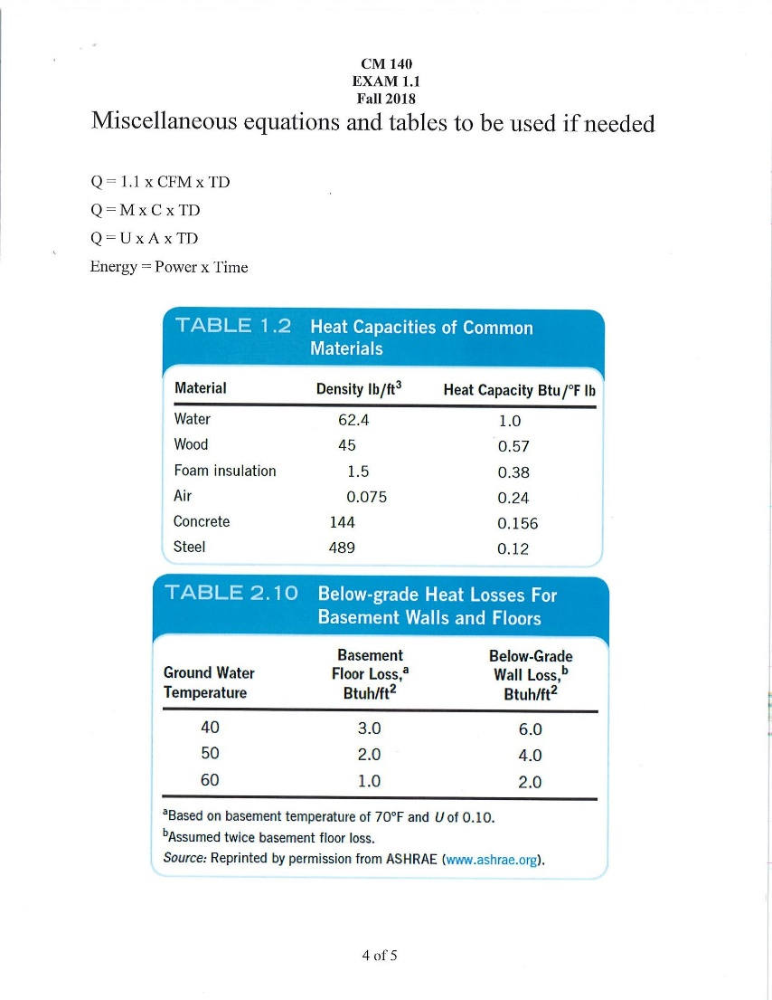 CM 140
EXAM 1.1
Fall 2018
Miscellaneous equations and tables to be used if needed
Q = 1.1 x CFM x TD
Q = M x C x TD
Q = U x A x TD
Energy = Power x Time
TABLE 1.2 Heat Capacities of Common
Materials
Material Density lb/ft³ Heat Capacity Btu/°F lb
Water 62.4 1.0
Wood 45 0.57
Foam insulation 1.5 0.38
Air 0.075 0.24
Concrete 144 0.156
Steel 489 0.12
TABLE 2.10 Below-grade Heat Losses For
Basement Walls and Floors
Ground Water Temperature Basement Floor Loss,ᵃ Btuh/ft² Below-Grade Wall Loss,ᵇ Btuh/ft²
40 3.0 6.0
50 2.0 4.0
60 1.0 2.0
ᵃBased on basement temperature of 70°F and U of 0.10.
ᵇAssumed twice basement floor loss.
Source: Reprinted by permission from ASHRAE (www.ashrae.org).
4 of 5